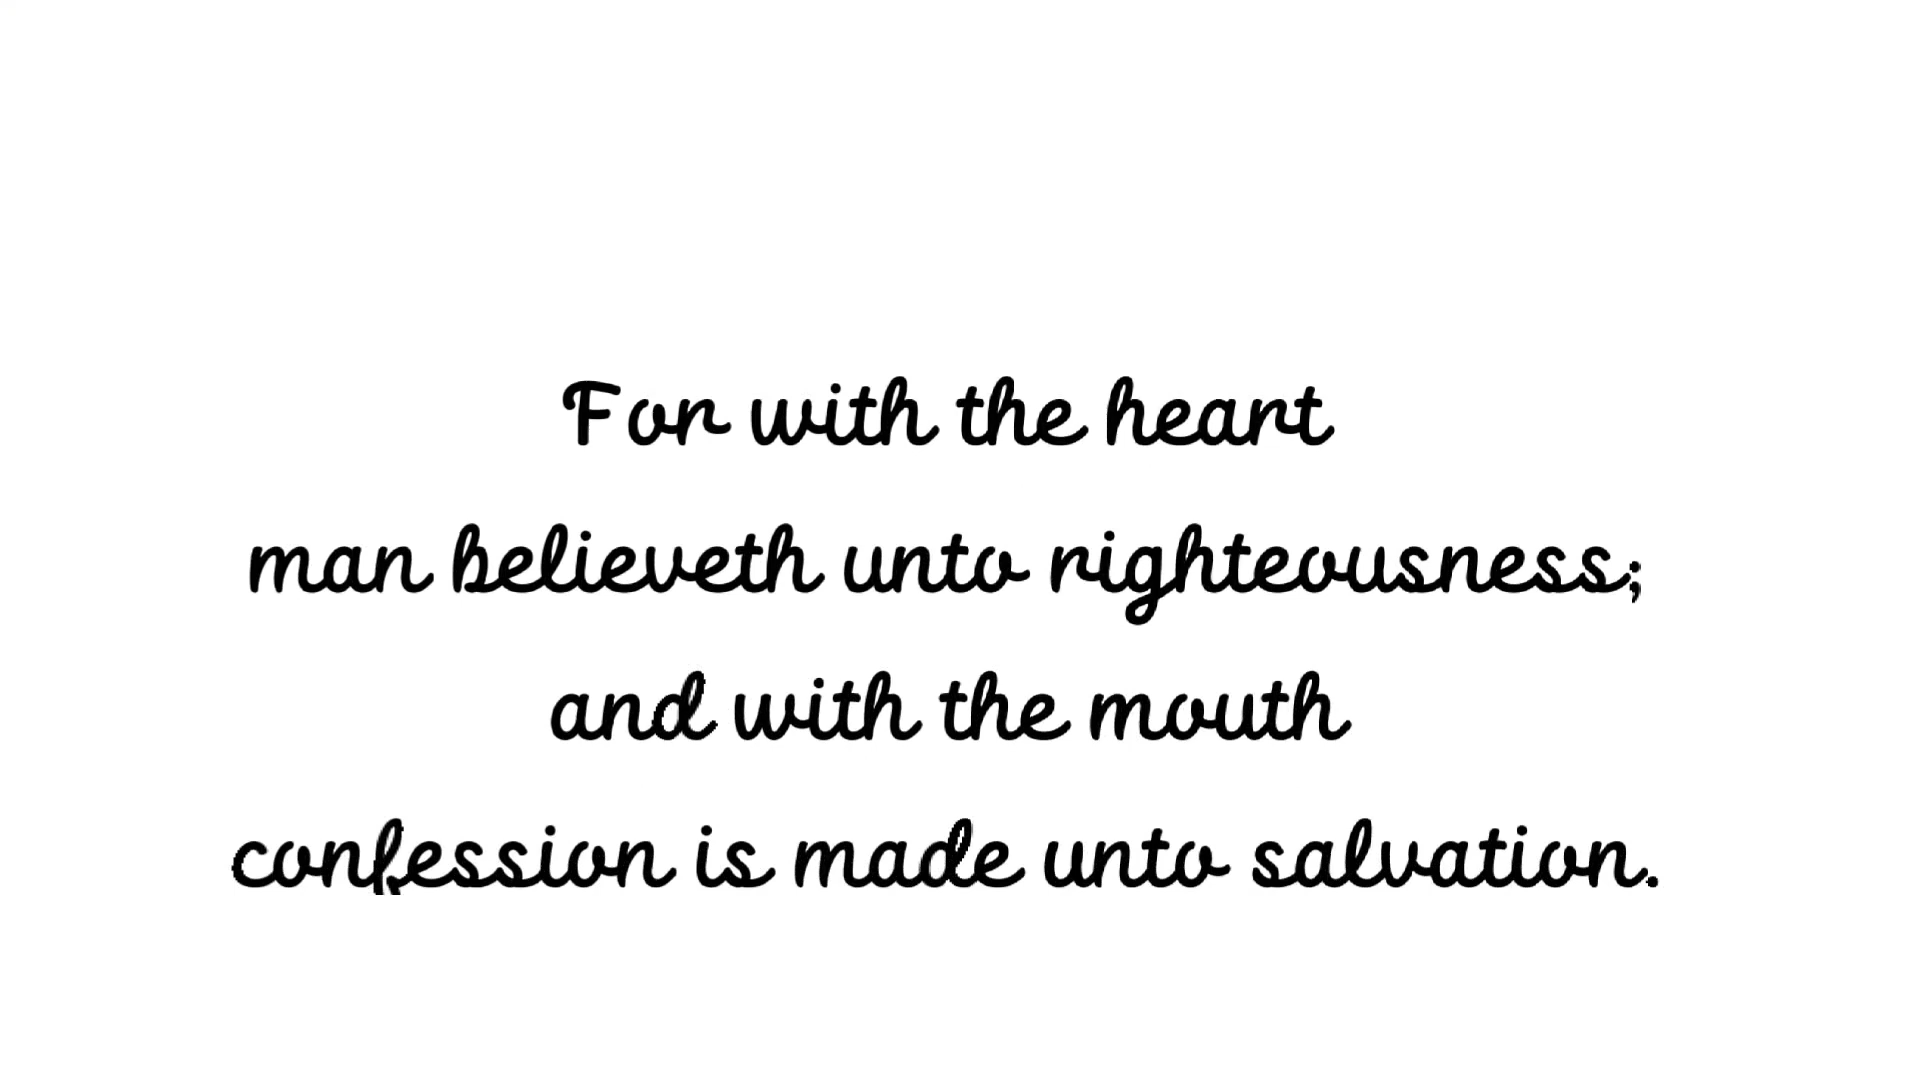 For with the heart
man believeth unto righteousness;
and with the mouth
confession is made unto salvation.